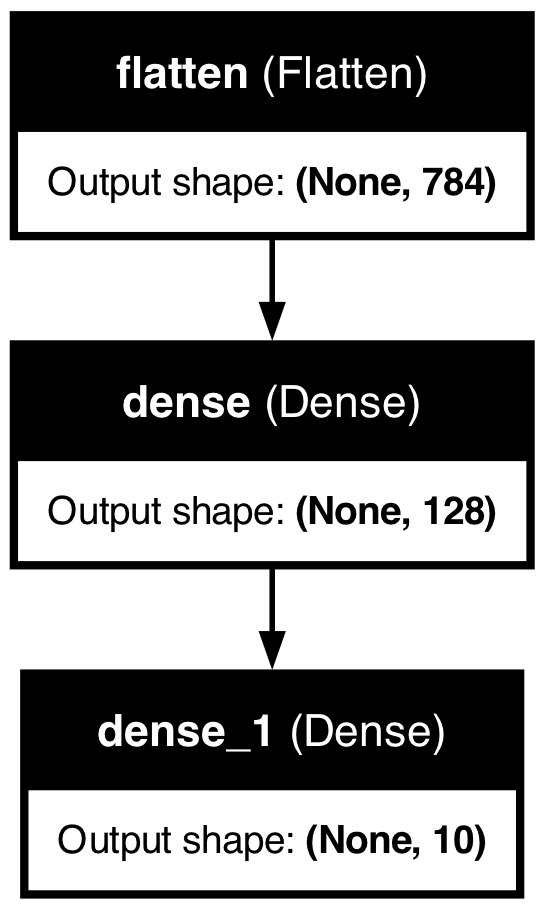 flatten (Flatten)
Output shape: (None, 784)
dense (Dense)
Output shape: (None, 128)
dense_1 (Dense)
Output shape: (None, 10)